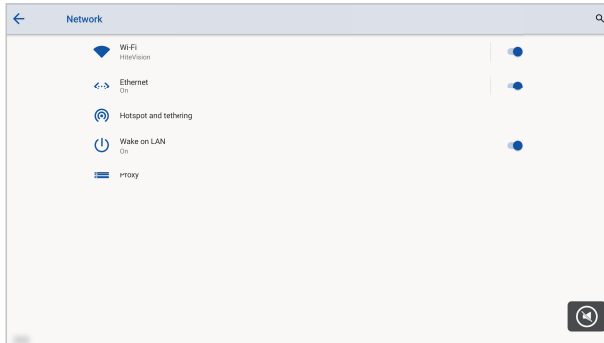 Network
Wi-Fi
HiteVision
Ethernet
On
Hotspot and tethering
Wake on LAN
On
Proxy